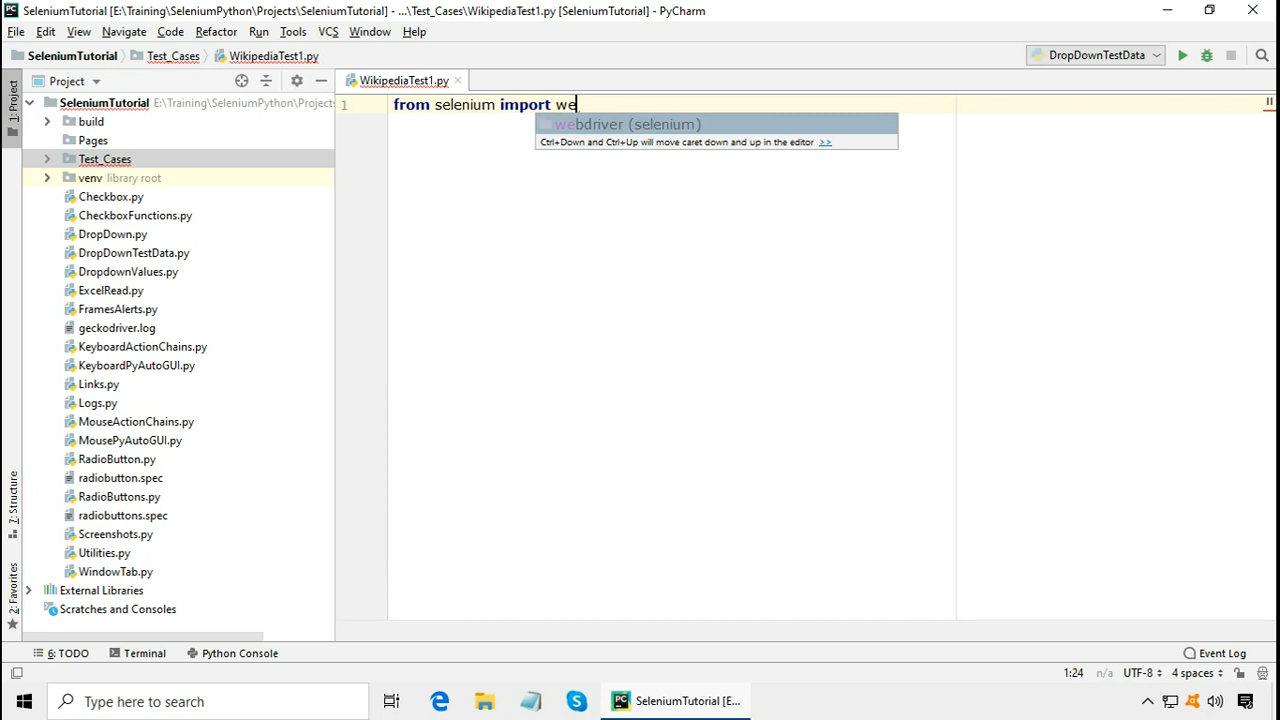 SeleniumTutorial [E:\Training\SeleniumPython\Projects\SeleniumTutorial] - ...\Test_Cases\WikipediaTest1.py [SeleniumTutorial] - PyCharm
File Edit View Navigate Code Refactor Run Tools VCS Window Help
SeleniumTutorial Test_Cases WikipediaTest1.py DropDownTestData
Project WikipediaTest1.py
1: Project
SeleniumTutorial E:\Training\SeleniumPython\Projects
build
Pages
Test_Cases
venv library root
Checkbox.py
CheckboxFunctions.py
DropDown.py
DropDownTestData.py
DropdownValues.py
ExcelRead.py
FramesAlerts.py
geckodriver.log
KeyboardActionChains.py
KeyboardPyAutoGUI.py
Links.py
Logs.py
MouseActionChains.py
MousePyAutoGUI.py
RadioButton.py
radiobutton.spec
RadioButtons.py
radiobuttons.spec
Screenshots.py
Utilities.py
WindowTab.py
External Libraries
Scratches and Consoles
7: Structure
2: Favorites
1 from selenium import we
webdriver (selenium)
Ctrl+Down and Ctrl+Up will move caret down and up in the editor >>
6: TODO Terminal Python Console Event Log
1:24 n/a UTF-8 4 spaces
Type here to search SeleniumTutorial [E...